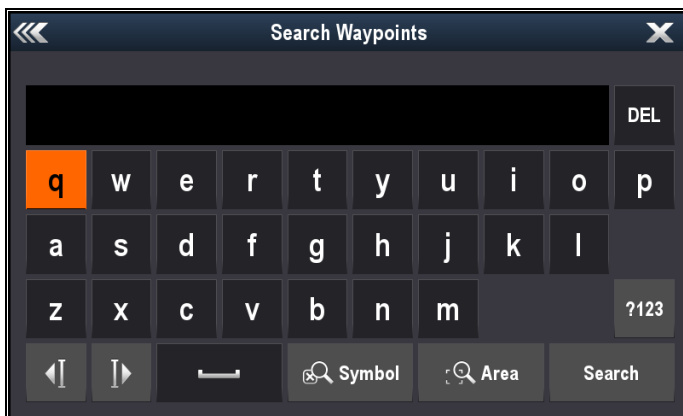 Search Waypoints
DEL
q w e r t y u i o p
a s d f g h j k l
z x c v b n m ?123
Symbol Area Search